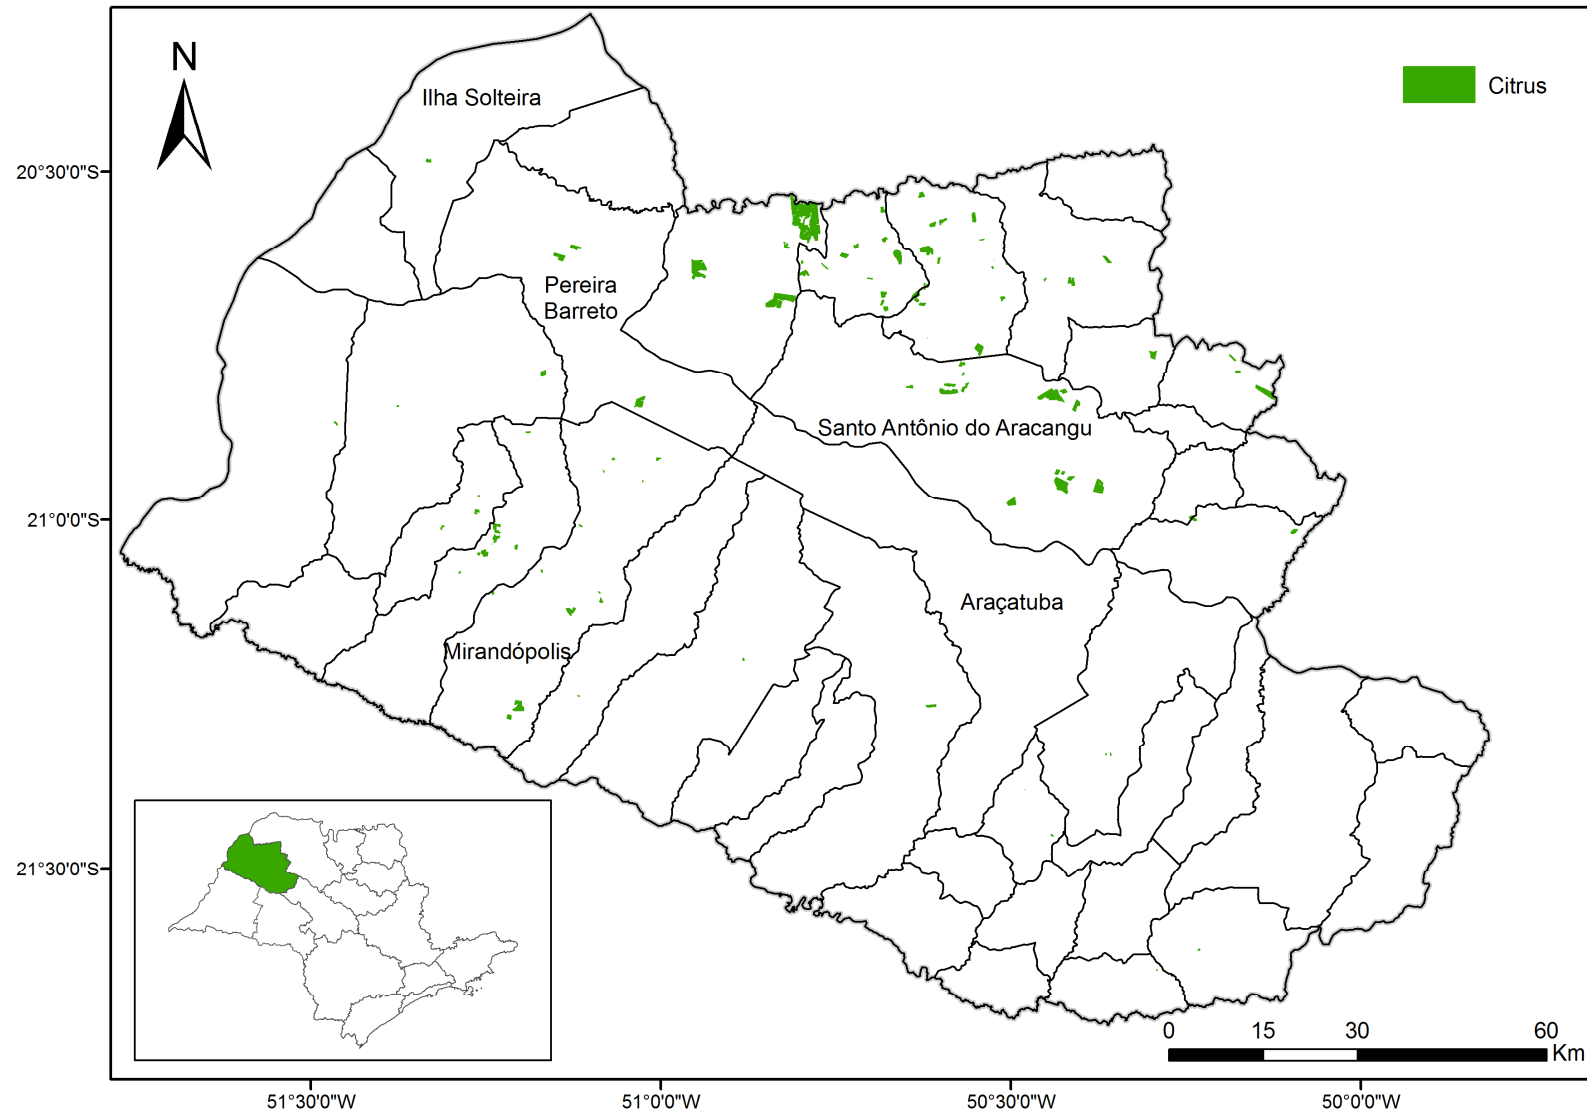 N
Citrus
Ilha Solteira
20°30'0"S
Pereira
Barreto
Santo Antônio do Aracangu
21°0'0"S
Araçatuba
Mirandópolis
21°30'0"S
0 15 30 60
Km
51°30'0"W 51°0'0"W 50°30'0"W 50°0'0"W